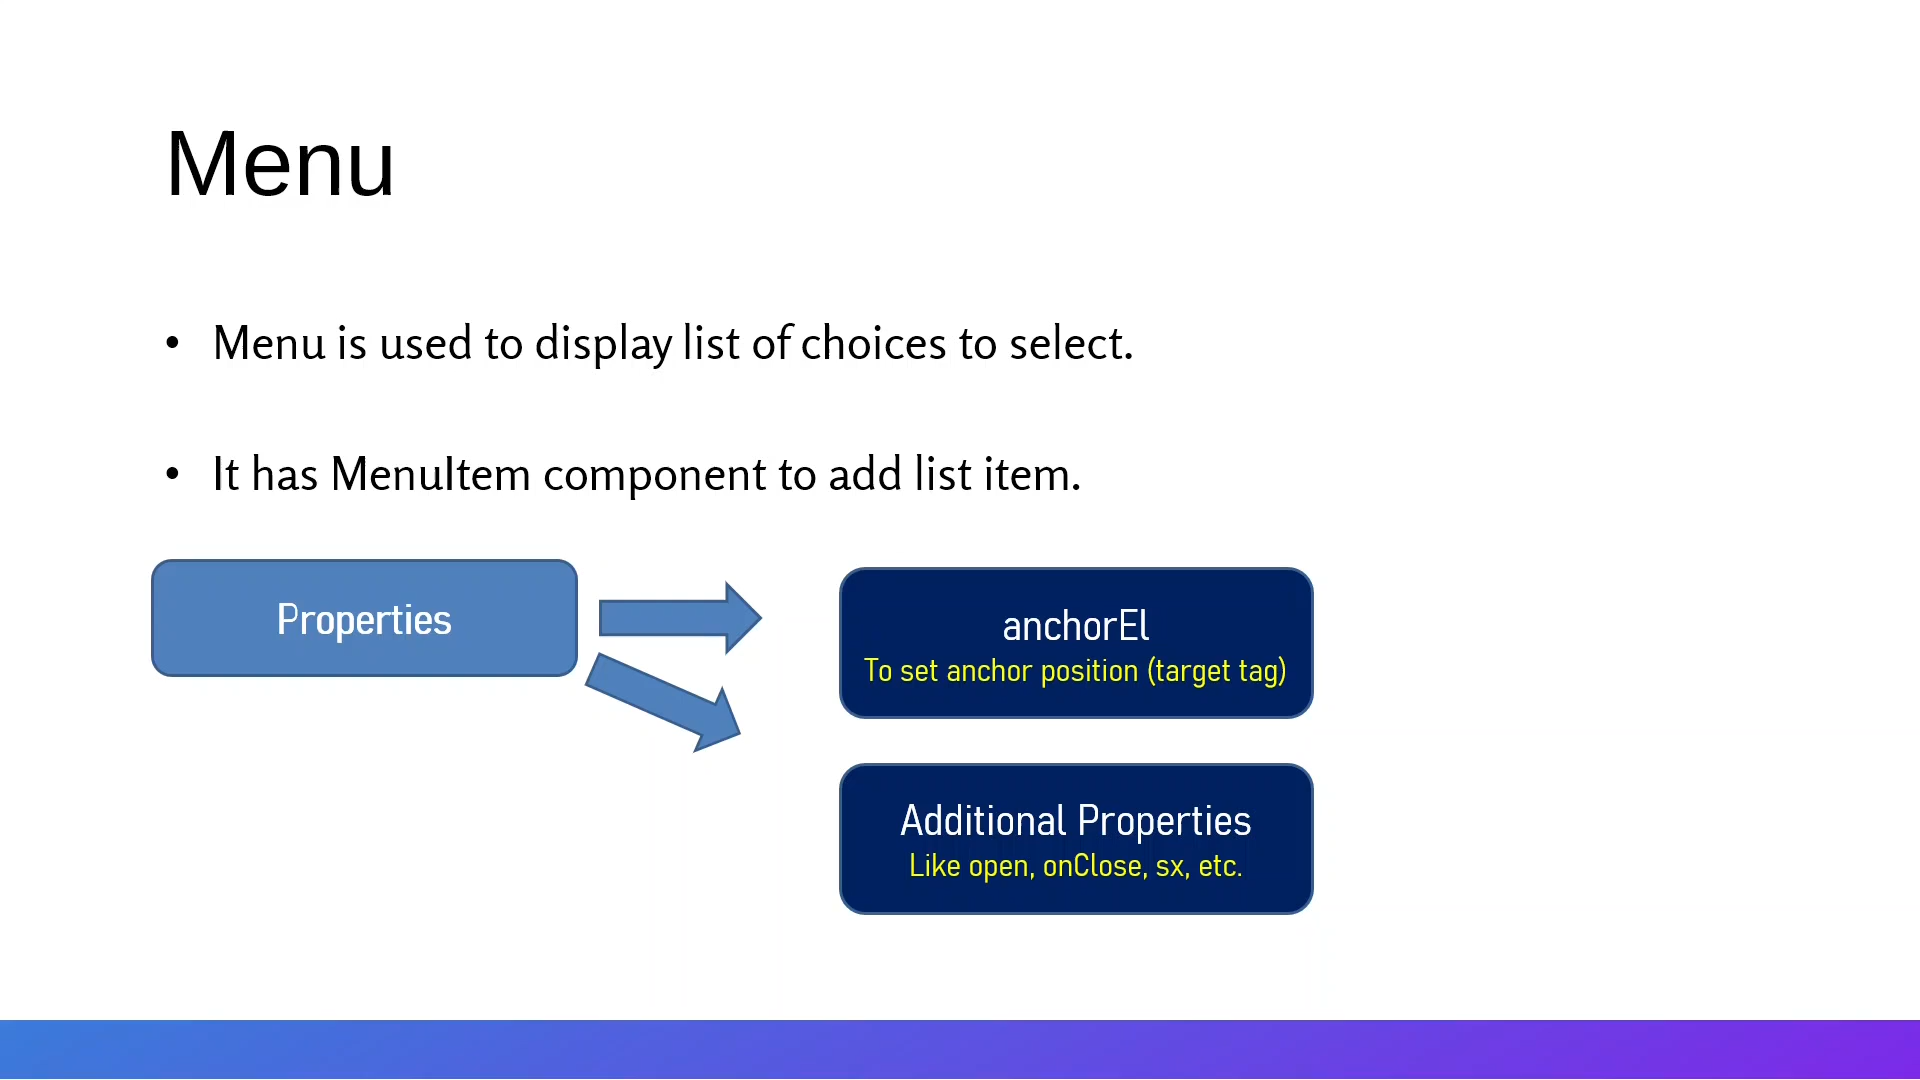 Menu
• Menu is used to display list of choices to select.
• It has MenuItem component to add list item.
Properties
anchorEl
To set anchor position (target tag)
Additional Properties
Like open, onClose, sx, etc.